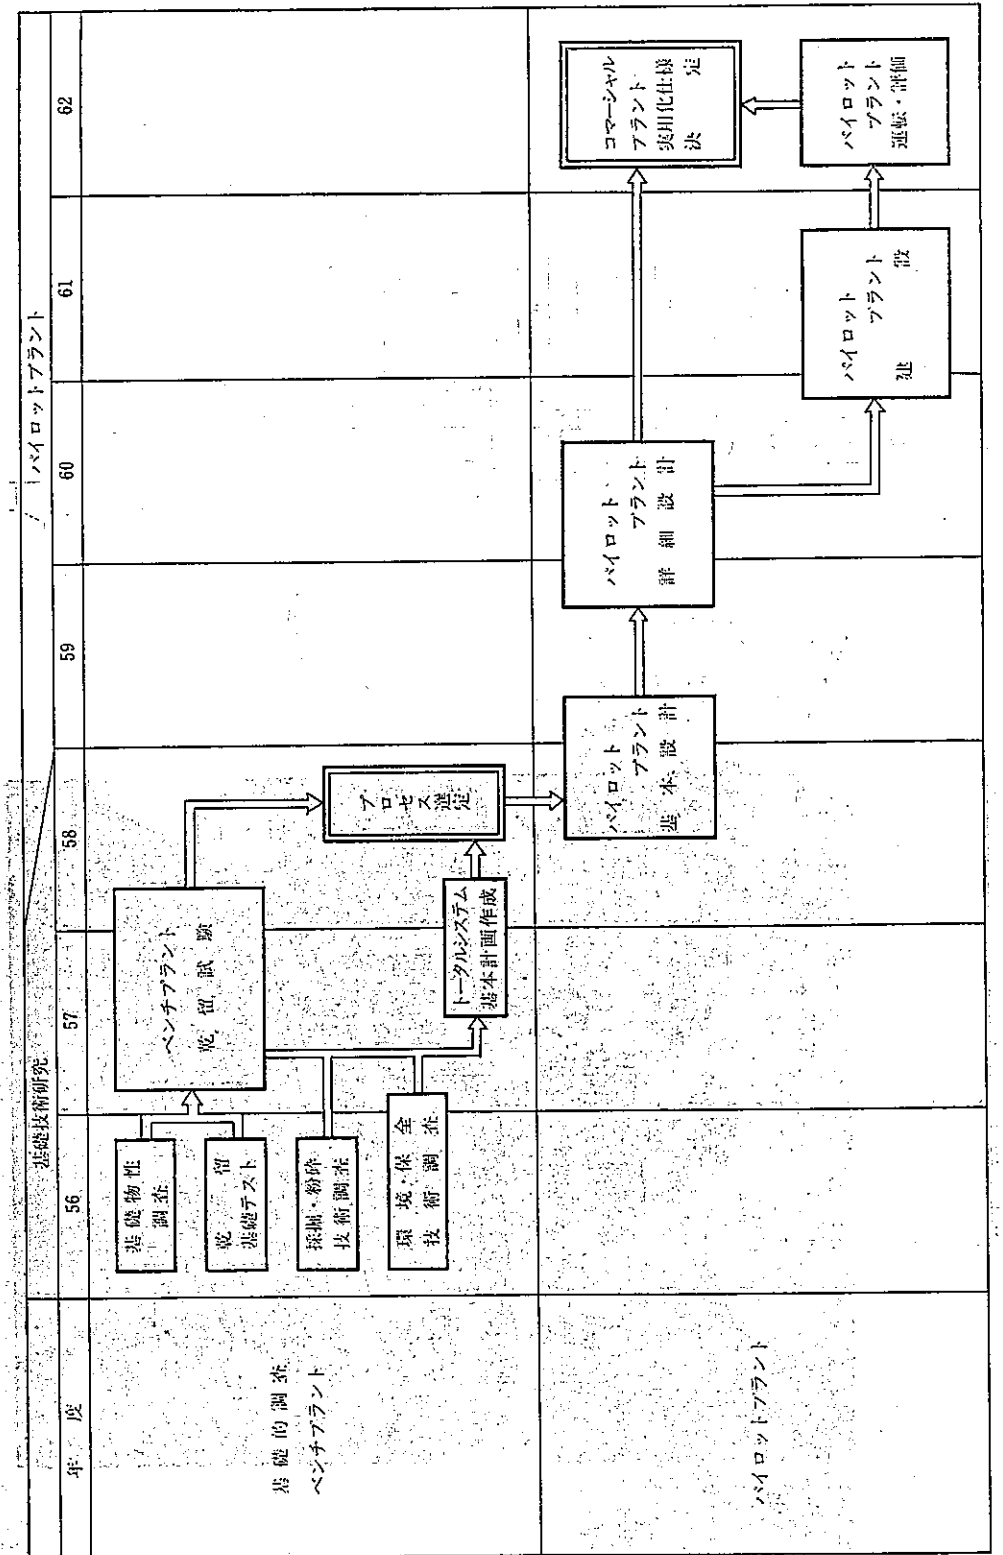 基礎技術研究
パイロットプラント
年度
56
57
58
59
60
61
62
基礎的調査
ベンチプラント
基礎物性
調査
乾留
基礎テスト
採掘・粉砕
技術調査
環境・保全
技術調査
ベンチプラント
乾留試験
トータルシステム
基本計画作成
プロセス選定
パイロットプラント
パイロット
プラント
基本設計
パイロット
プラント
詳細設計
パイロット
プラント
建設
パイロット
プラント
運転・評価
コマーシャル
プラント
実用化仕様
決定